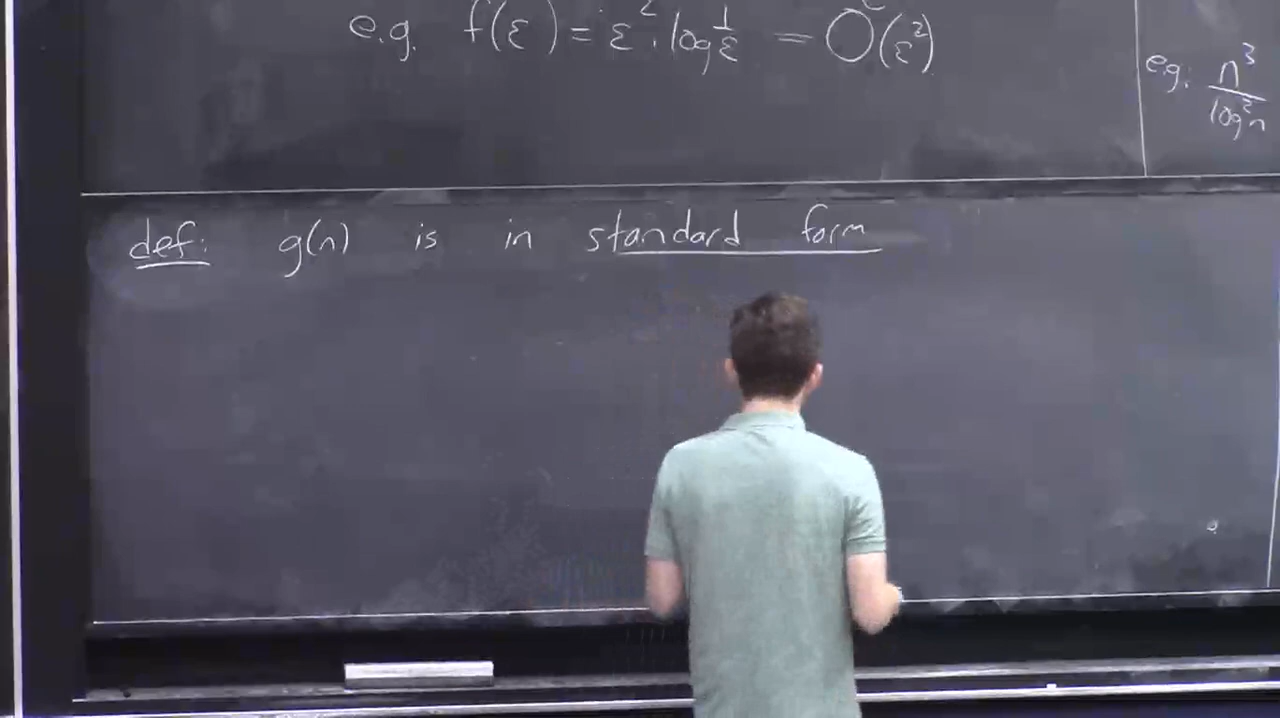 e.g. f(ε) = ε² · log 1/ε = Õ(ε²)
e.g. n³/log²n
def: g(n) is in standard form